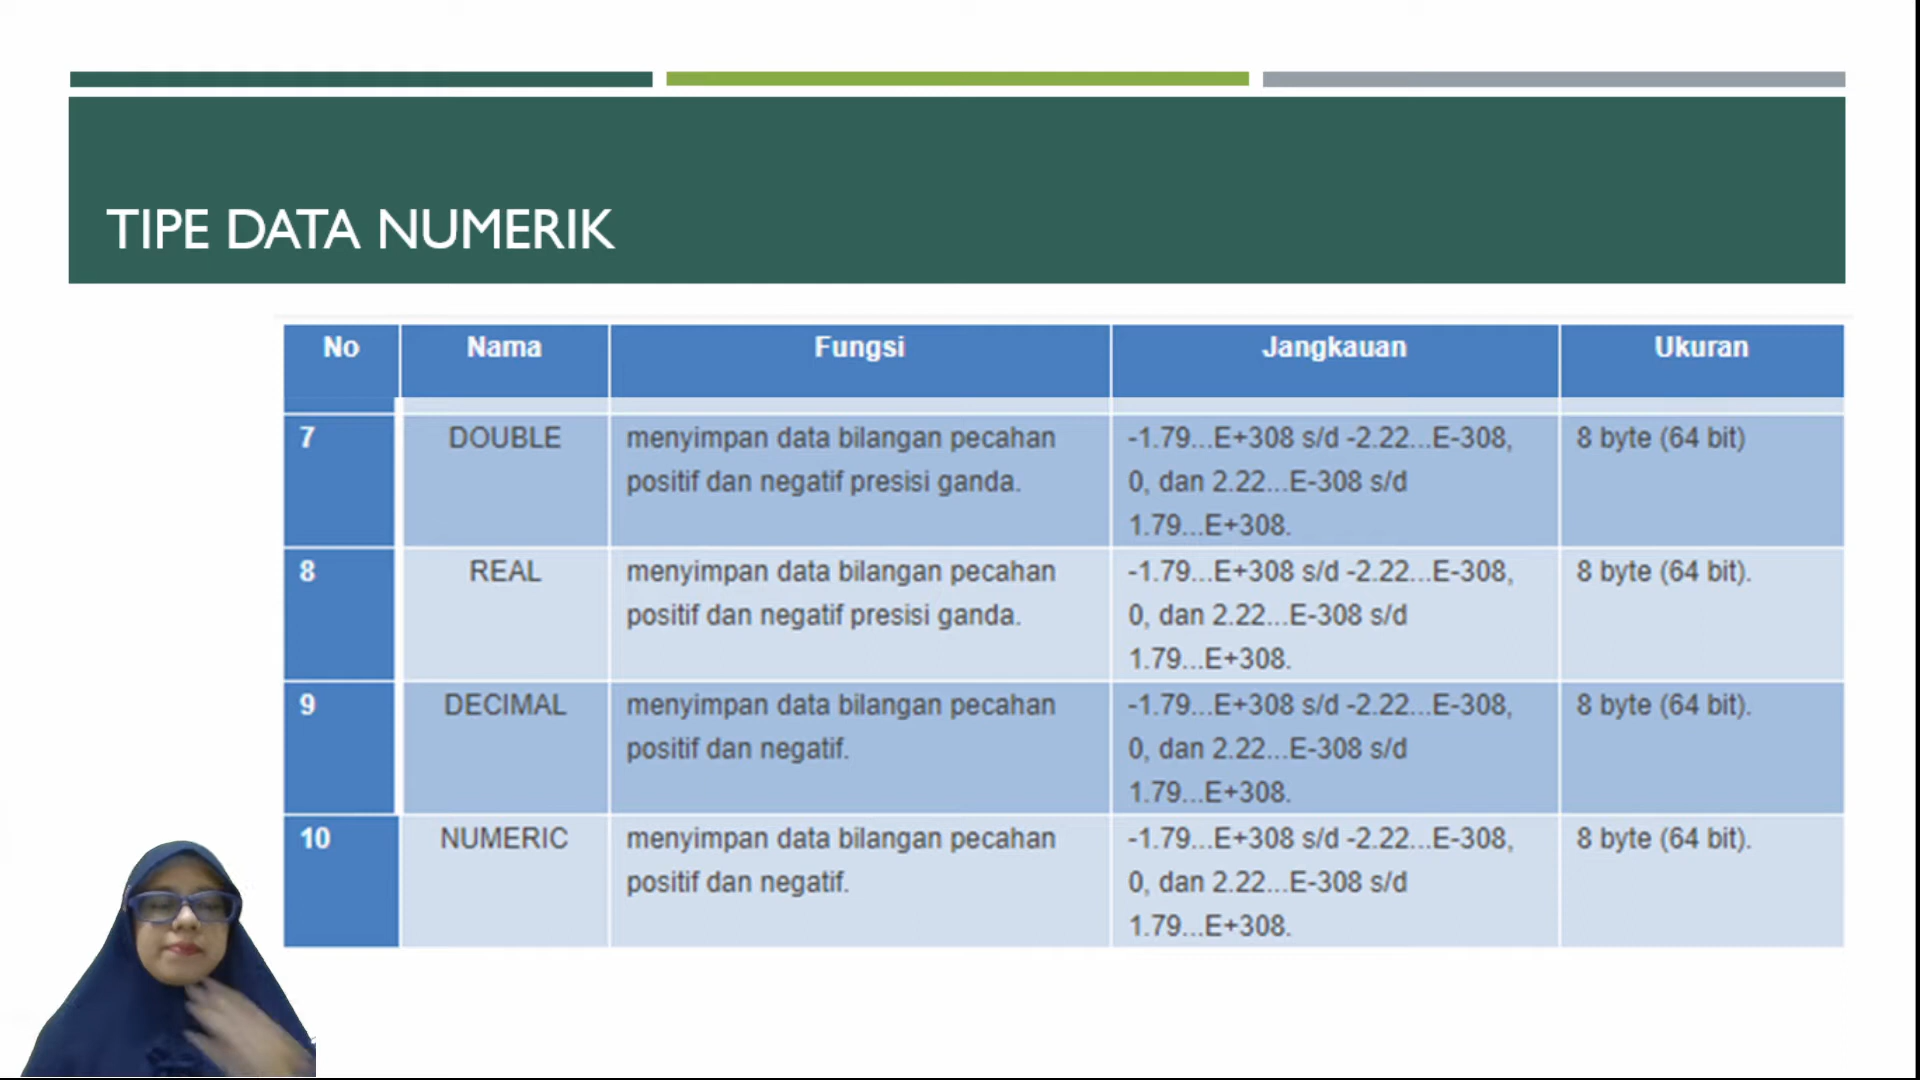 TIPE DATA NUMERIK
No Nama Fungsi Jangkauan Ukuran
7 DOUBLE menyimpan data bilangan pecahan -1.79...E+308 s/d -2.22...E-308, 8 byte (64 bit)
positif dan negatif presisi ganda. 0, dan 2.22...E-308 s/d
1.79...E+308.
8 REAL menyimpan data bilangan pecahan -1.79...E+308 s/d -2.22...E-308, 8 byte (64 bit).
positif dan negatif presisi ganda. 0, dan 2.22...E-308 s/d
1.79...E+308.
9 DECIMAL menyimpan data bilangan pecahan -1.79...E+308 s/d -2.22...E-308, 8 byte (64 bit).
positif dan negatif. 0, dan 2.22...E-308 s/d
1.79...E+308.
10 NUMERIC menyimpan data bilangan pecahan -1.79...E+308 s/d -2.22...E-308, 8 byte (64 bit).
positif dan negatif. 0, dan 2.22...E-308 s/d
1.79...E+308.